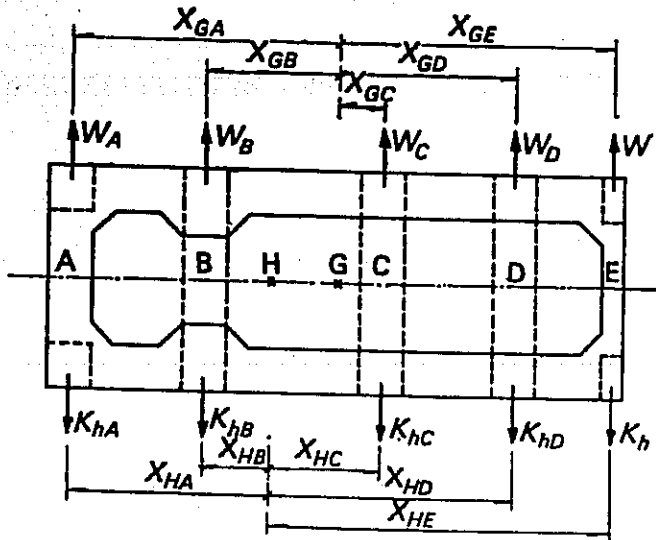 X_GA X_GE
X_GB X_GD
X_GC
W_A W_B W_C W_D W
A B H G C D E
K_hA K_hB K_hC K_hD K_h
X_HB X_HC
X_HA X_HD
X_HE